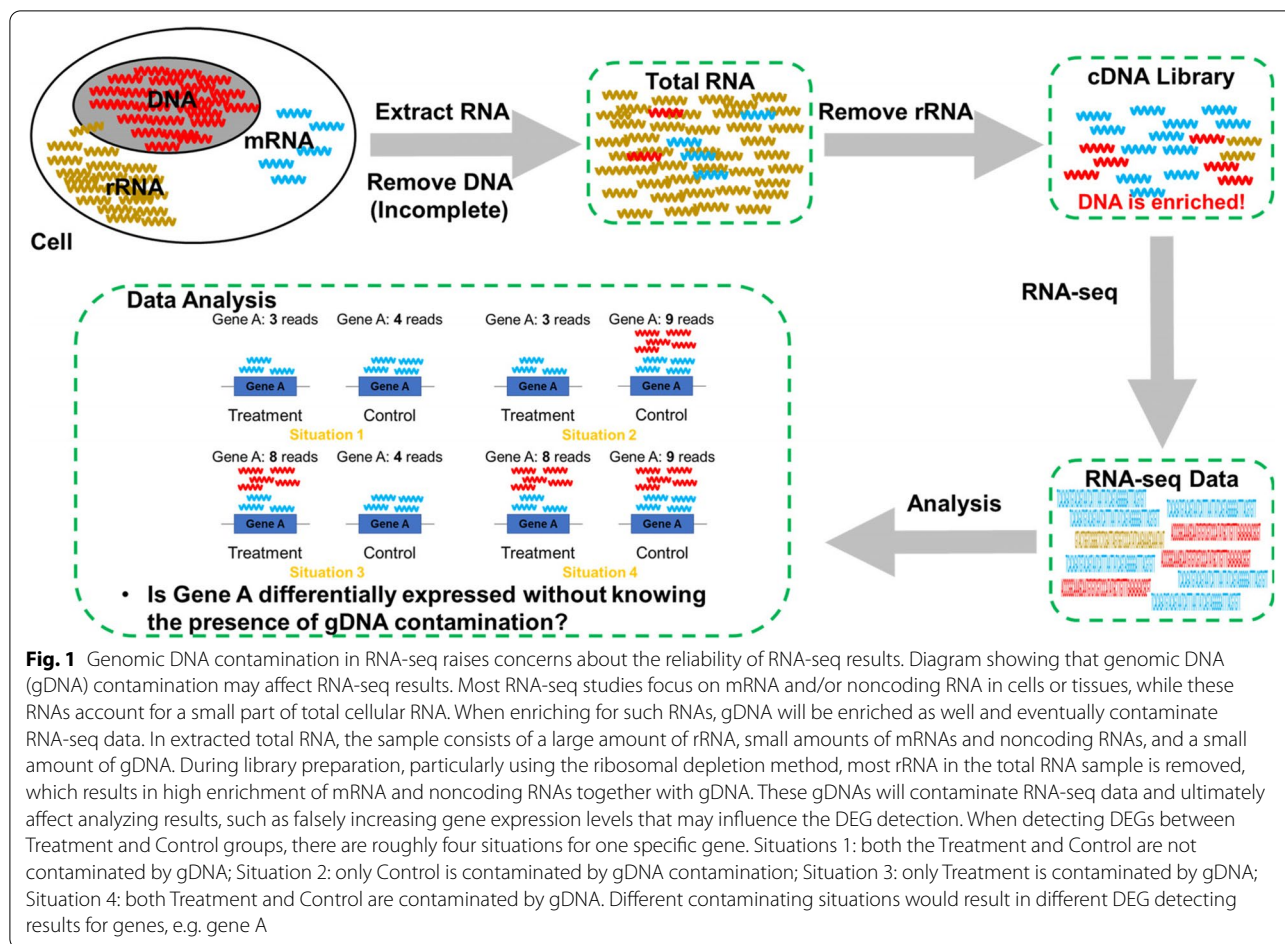 DNA
mRNA
rRNA
Cell
Extract RNA
Remove DNA
(Incomplete)
Total RNA
Remove rRNA
cDNA Library
DNA is enriched!
RNA-seq
RNA-seq Data
Analysis
Data Analysis
Gene A: 3 reads Gene A: 4 reads Gene A: 3 reads Gene A: 9 reads
Gene A Gene A Gene A Gene A
Treatment Control Treatment Control
Situation 1 Situation 2
Gene A: 8 reads Gene A: 4 reads Gene A: 8 reads Gene A: 9 reads
Gene A Gene A Gene A Gene A
Treatment Control Treatment Control
Situation 3 Situation 4
• Is Gene A differentially expressed without knowing
the presence of gDNA contamination?
Fig. 1 Genomic DNA contamination in RNA-seq raises concerns about the reliability of RNA-seq results. Diagram showing that genomic DNA
(gDNA) contamination may affect RNA-seq results. Most RNA-seq studies focus on mRNA and/or noncoding RNA in cells or tissues, while these
RNAs account for a small part of total cellular RNA. When enriching for such RNAs, gDNA will be enriched as well and eventually contaminate
RNA-seq data. In extracted total RNA, the sample consists of a large amount of rRNA, small amounts of mRNAs and noncoding RNAs, and a small
amount of gDNA. During library preparation, particularly using the ribosomal depletion method, most rRNA in the total RNA sample is removed,
which results in high enrichment of mRNA and noncoding RNAs together with gDNA. These gDNAs will contaminate RNA-seq data and ultimately
affect analyzing results, such as falsely increasing gene expression levels that may influence the DEG detection. When detecting DEGs between
Treatment and Control groups, there are roughly four situations for one specific gene. Situations 1: both the Treatment and Control are not
contaminated by gDNA; Situation 2: only Control is contaminated by gDNA contamination; Situation 3: only Treatment is contaminated by gDNA;
Situation 4: both Treatment and Control are contaminated by gDNA. Different contaminating situations would result in different DEG detecting
results for genes, e.g. gene A